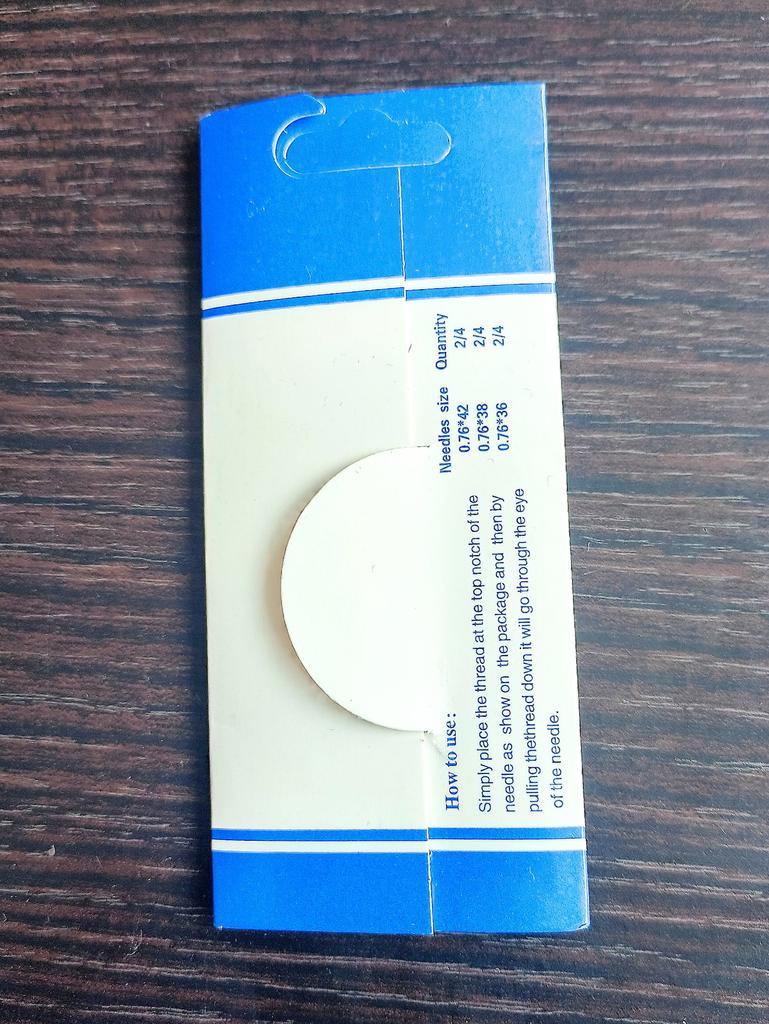 How to use:
Simply place the thread at the top notch of the
needle as show on the package and then by
pulling thethread down it will go through the eye
of the needle.
Needles size Quantity
0.76*42 2/4
0.76*38 2/4
0.76*36 2/4